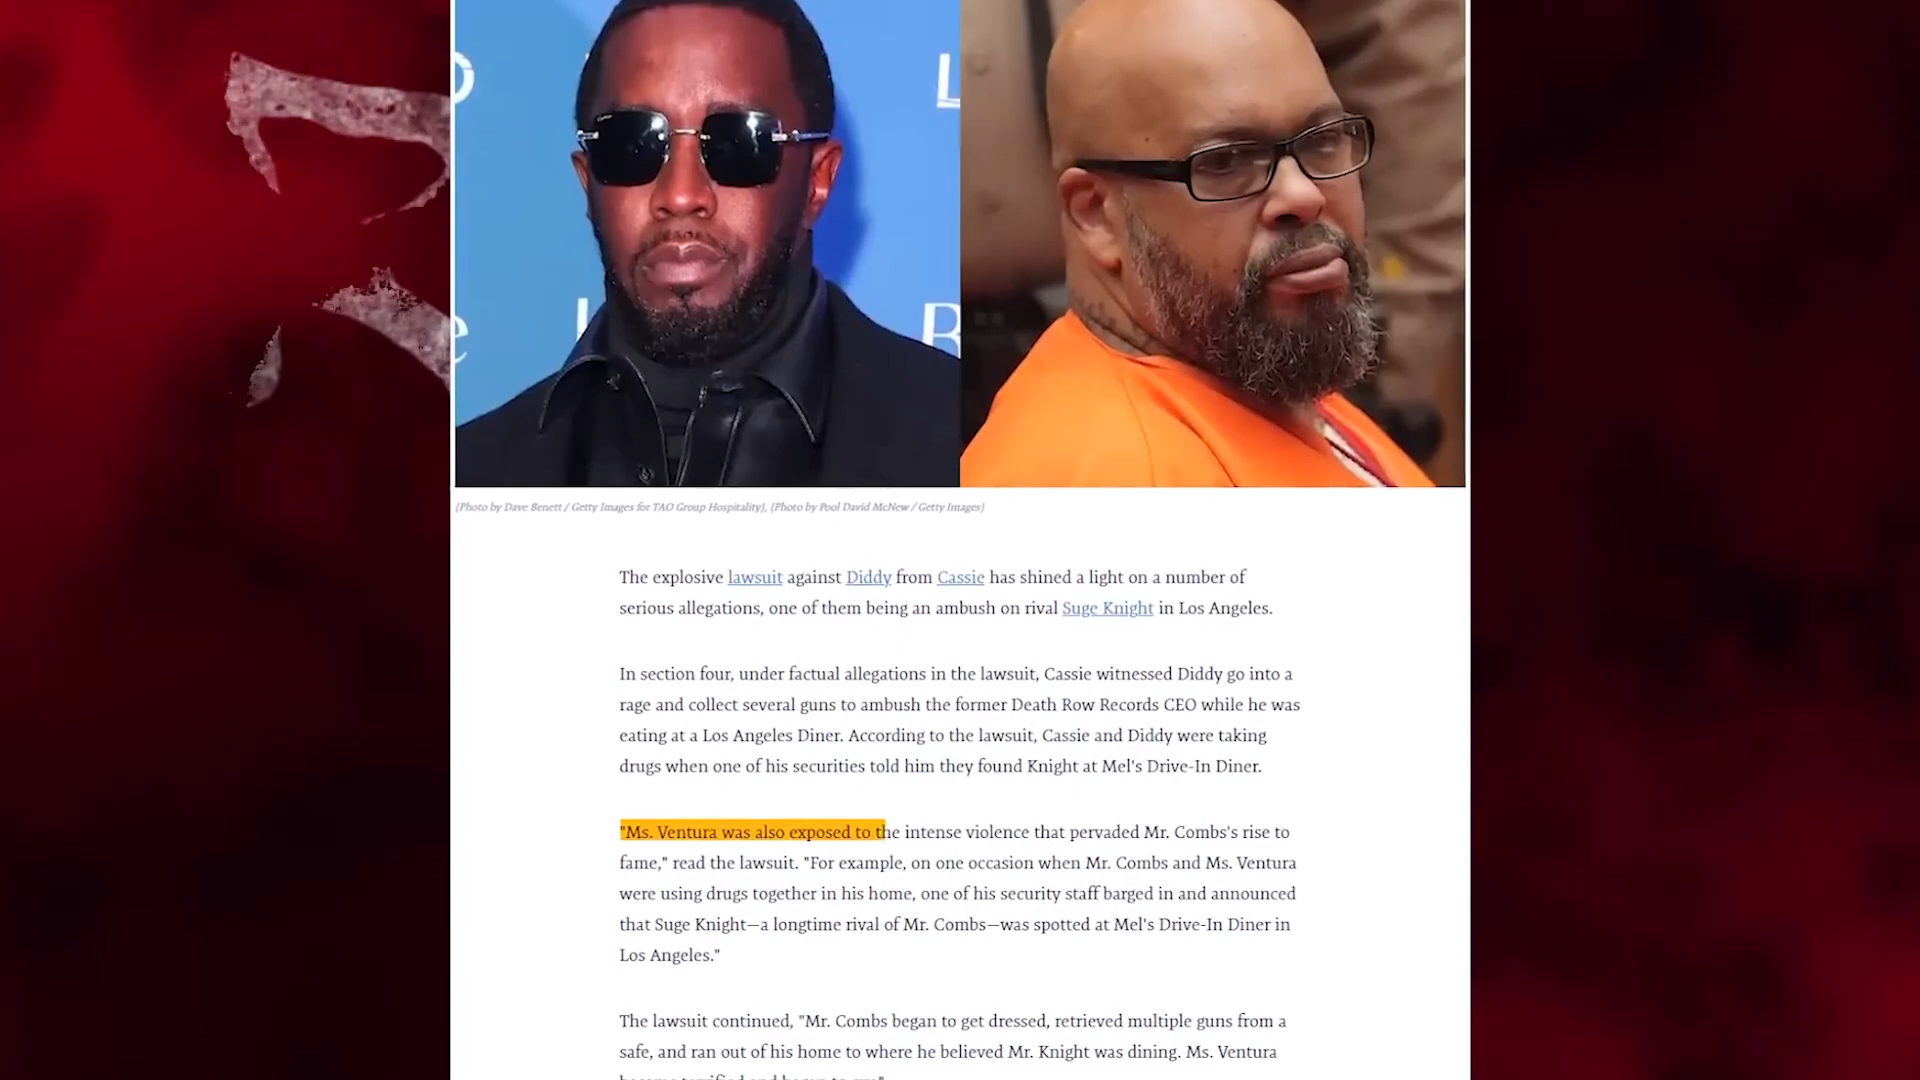 (Photo by Dave Benett / Getty Images for TAO Group Hospitality), (Photo by Pool David McNew / Getty Images)
The explosive lawsuit against Diddy from Cassie has shined a light on a number of
serious allegations, one of them being an ambush on rival Suge Knight in Los Angeles.
In section four, under factual allegations in the lawsuit, Cassie witnessed Diddy go into a
rage and collect several guns to ambush the former Death Row Records CEO while he was
eating at a Los Angeles Diner. According to the lawsuit, Cassie and Diddy were taking
drugs when one of his securities told him they found Knight at Mel's Drive-In Diner.
"Ms. Ventura was also exposed to the intense violence that pervaded Mr. Combs's rise to
fame," read the lawsuit. "For example, on one occasion when Mr. Combs and Ms. Ventura
were using drugs together in his home, one of his security staff barged in and announced
that Suge Knight—a longtime rival of Mr. Combs—was spotted at Mel's Drive-In Diner in
Los Angeles."
The lawsuit continued, "Mr. Combs began to get dressed, retrieved multiple guns from a
safe, and ran out of his home to where he believed Mr. Knight was dining. Ms. Ventura